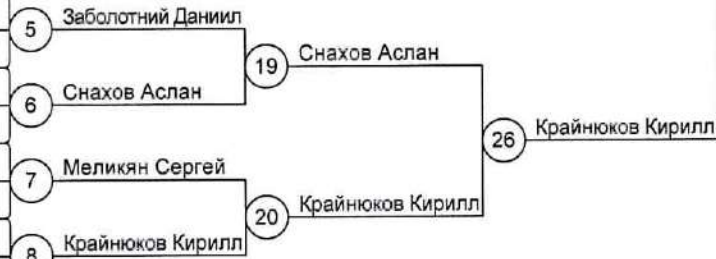 5 Заболотний Даниил
19 Снахов Аслан
6 Снахов Аслан
26 Крайнюков Кирилл
7 Меликян Сергей
20 Крайнюков Кирилл
8 Крайнюков Кирилл